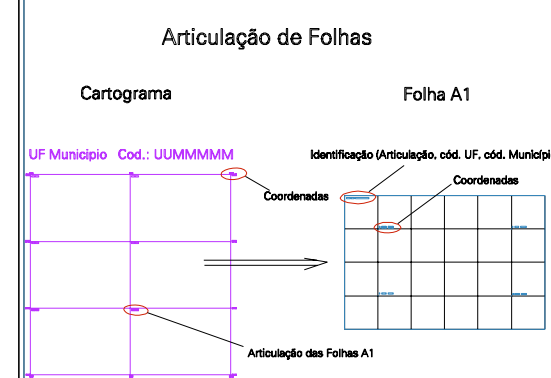 Articulação de Folhas
Cartograma
Folha A1
UF Municipio Cod.: UUMMMMM
Identificação (Articulação, cód. UF, cód. Municípi
Coordenadas
Coordenadas
Articulação das Folhas A1